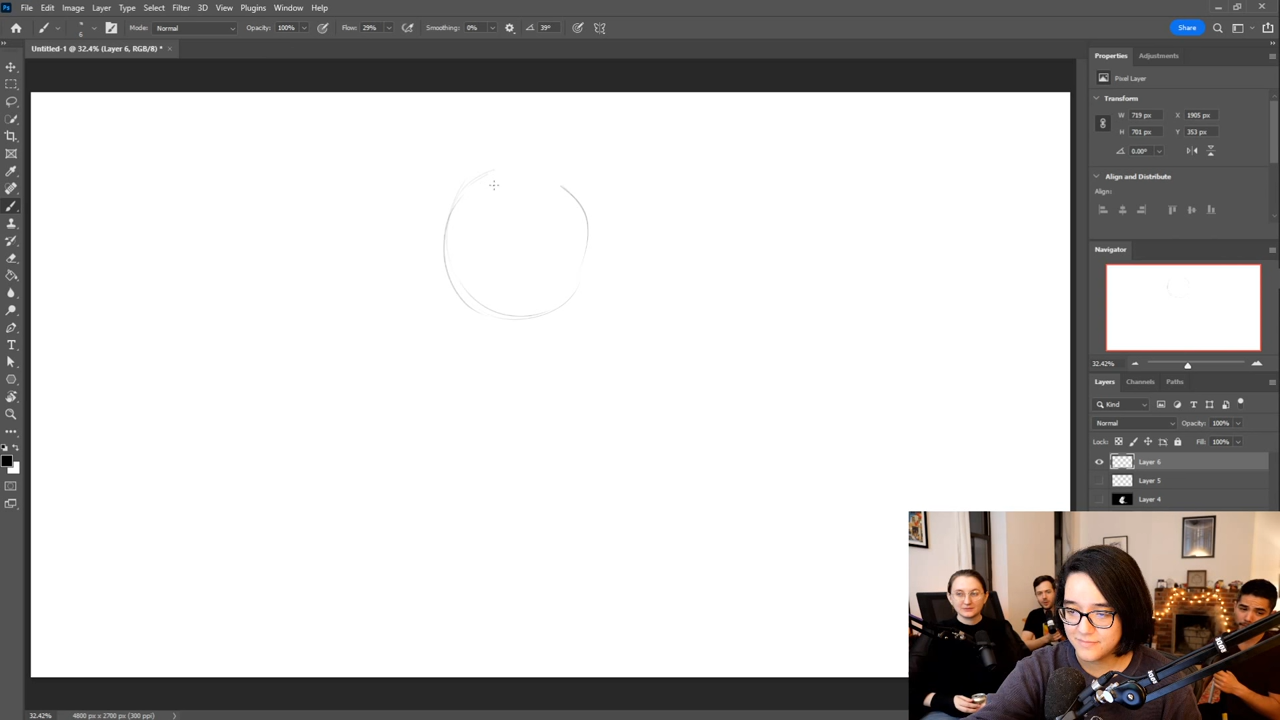 File Edit Image Layer Type Select Filter 3D View Plugins Window Help
6 Mode: Normal Opacity: 100% Flow: 29% Smoothing: 0% 39° Share
Untitled-1 @ 32.4% (Layer 6, RGB/8) * ×
Properties Adjustments
Pixel Layer
Transform
W 719 px X 1905 px
H 701 px Y 353 px
0.00°
Align and Distribute
Align:
Navigator
32.42%
Layers Channels Paths
Kind
Normal Opacity: 100%
Lock: Fill: 100%
Layer 6
Layer 5
Layer 4
RODE
RODE
32.42% 4800 px x 2700 px (300 ppi)